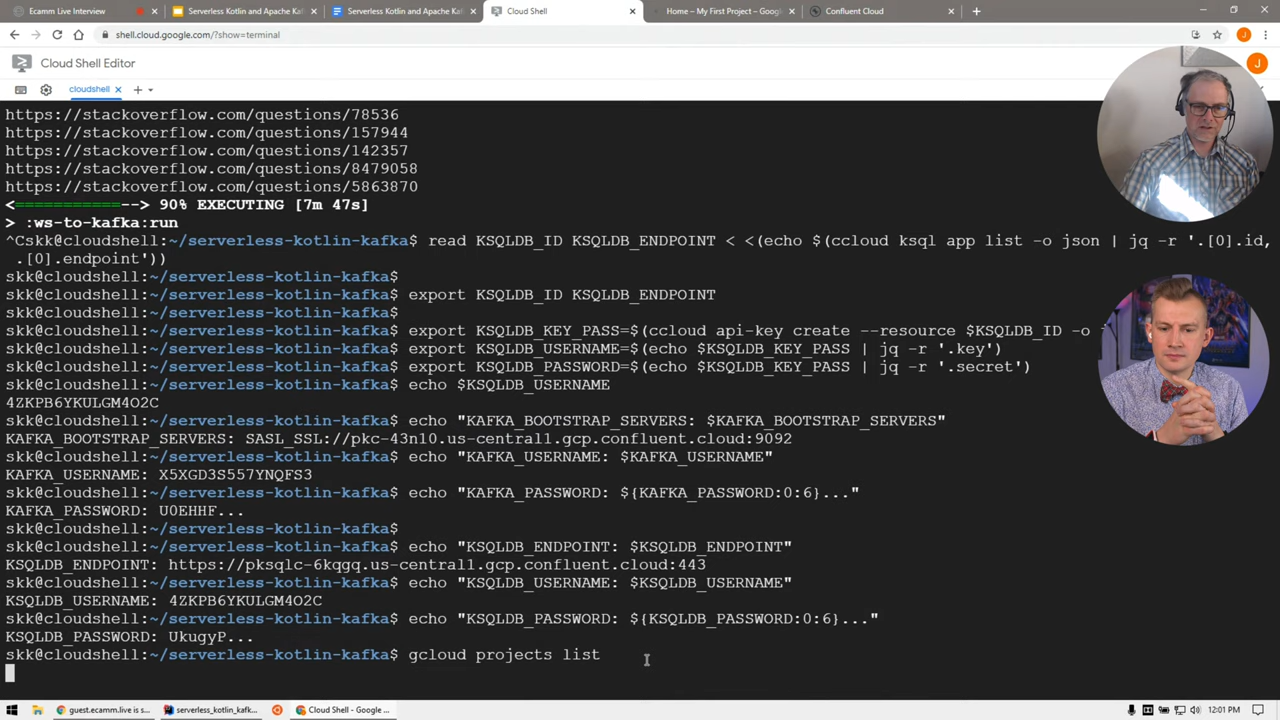 Ecamm Live Interview
Serverless Kotlin and Apache Kaf
Serverless Kotlin and Apache Kaf
Cloud Shell
Home – My First Project – Googl
Confluent Cloud
shell.cloud.google.com/?show=terminal
J
Cloud Shell Editor
J
cloudshell
https://stackoverflow.com/questions/78536
https://stackoverflow.com/questions/157944
https://stackoverflow.com/questions/142357
https://stackoverflow.com/questions/8479058
https://stackoverflow.com/questions/5863870
<===========--> 90% EXECUTING [7m 47s]
> :ws-to-kafka:run
^Cskk@cloudshell:~/serverless-kotlin-kafka$ read KSQLDB_ID KSQLDB_ENDPOINT < <(echo $(ccloud ksql app list -o json | jq -r '.[0].id,
.[0].endpoint'))
skk@cloudshell:~/serverless-kotlin-kafka$
skk@cloudshell:~/serverless-kotlin-kafka$ export KSQLDB_ID KSQLDB_ENDPOINT
skk@cloudshell:~/serverless-kotlin-kafka$
skk@cloudshell:~/serverless-kotlin-kafka$ export KSQLDB_KEY_PASS=$(ccloud api-key create --resource $KSQLDB_ID -o
skk@cloudshell:~/serverless-kotlin-kafka$ export KSQLDB_USERNAME=$(echo $KSQLDB_KEY_PASS | jq -r '.key')
skk@cloudshell:~/serverless-kotlin-kafka$ export KSQLDB_PASSWORD=$(echo $KSQLDB_KEY_PASS | jq -r '.secret')
skk@cloudshell:~/serverless-kotlin-kafka$ echo $KSQLDB_USERNAME
4ZKPB6YKULGM4O2C
skk@cloudshell:~/serverless-kotlin-kafka$ echo "KAFKA_BOOTSTRAP_SERVERS: $KAFKA_BOOTSTRAP_SERVERS"
KAFKA_BOOTSTRAP_SERVERS: SASL_SSL://pkc-43n10.us-central1.gcp.confluent.cloud:9092
skk@cloudshell:~/serverless-kotlin-kafka$ echo "KAFKA_USERNAME: $KAFKA_USERNAME"
KAFKA_USERNAME: X5XGD3S557YNQFS3
skk@cloudshell:~/serverless-kotlin-kafka$ echo "KAFKA_PASSWORD: ${KAFKA_PASSWORD:0:6}..."
KAFKA_PASSWORD: U0EHHF...
skk@cloudshell:~/serverless-kotlin-kafka$
skk@cloudshell:~/serverless-kotlin-kafka$ echo "KSQLDB_ENDPOINT: $KSQLDB_ENDPOINT"
KSQLDB_ENDPOINT: https://pksqlc-6kqgq.us-central1.gcp.confluent.cloud:443
skk@cloudshell:~/serverless-kotlin-kafka$ echo "KSQLDB_USERNAME: $KSQLDB_USERNAME"
KSQLDB_USERNAME: 4ZKPB6YKULGM4O2C
skk@cloudshell:~/serverless-kotlin-kafka$ echo "KSQLDB_PASSWORD: ${KSQLDB_PASSWORD:0:6}..."
KSQLDB_PASSWORD: UkuqyP...
skk@cloudshell:~/serverless-kotlin-kafka$ gcloud projects list
guest.ecamm.live is s...
serverless_kotlin_kafk...
Cloud Shell - Google ...
12:01 PM